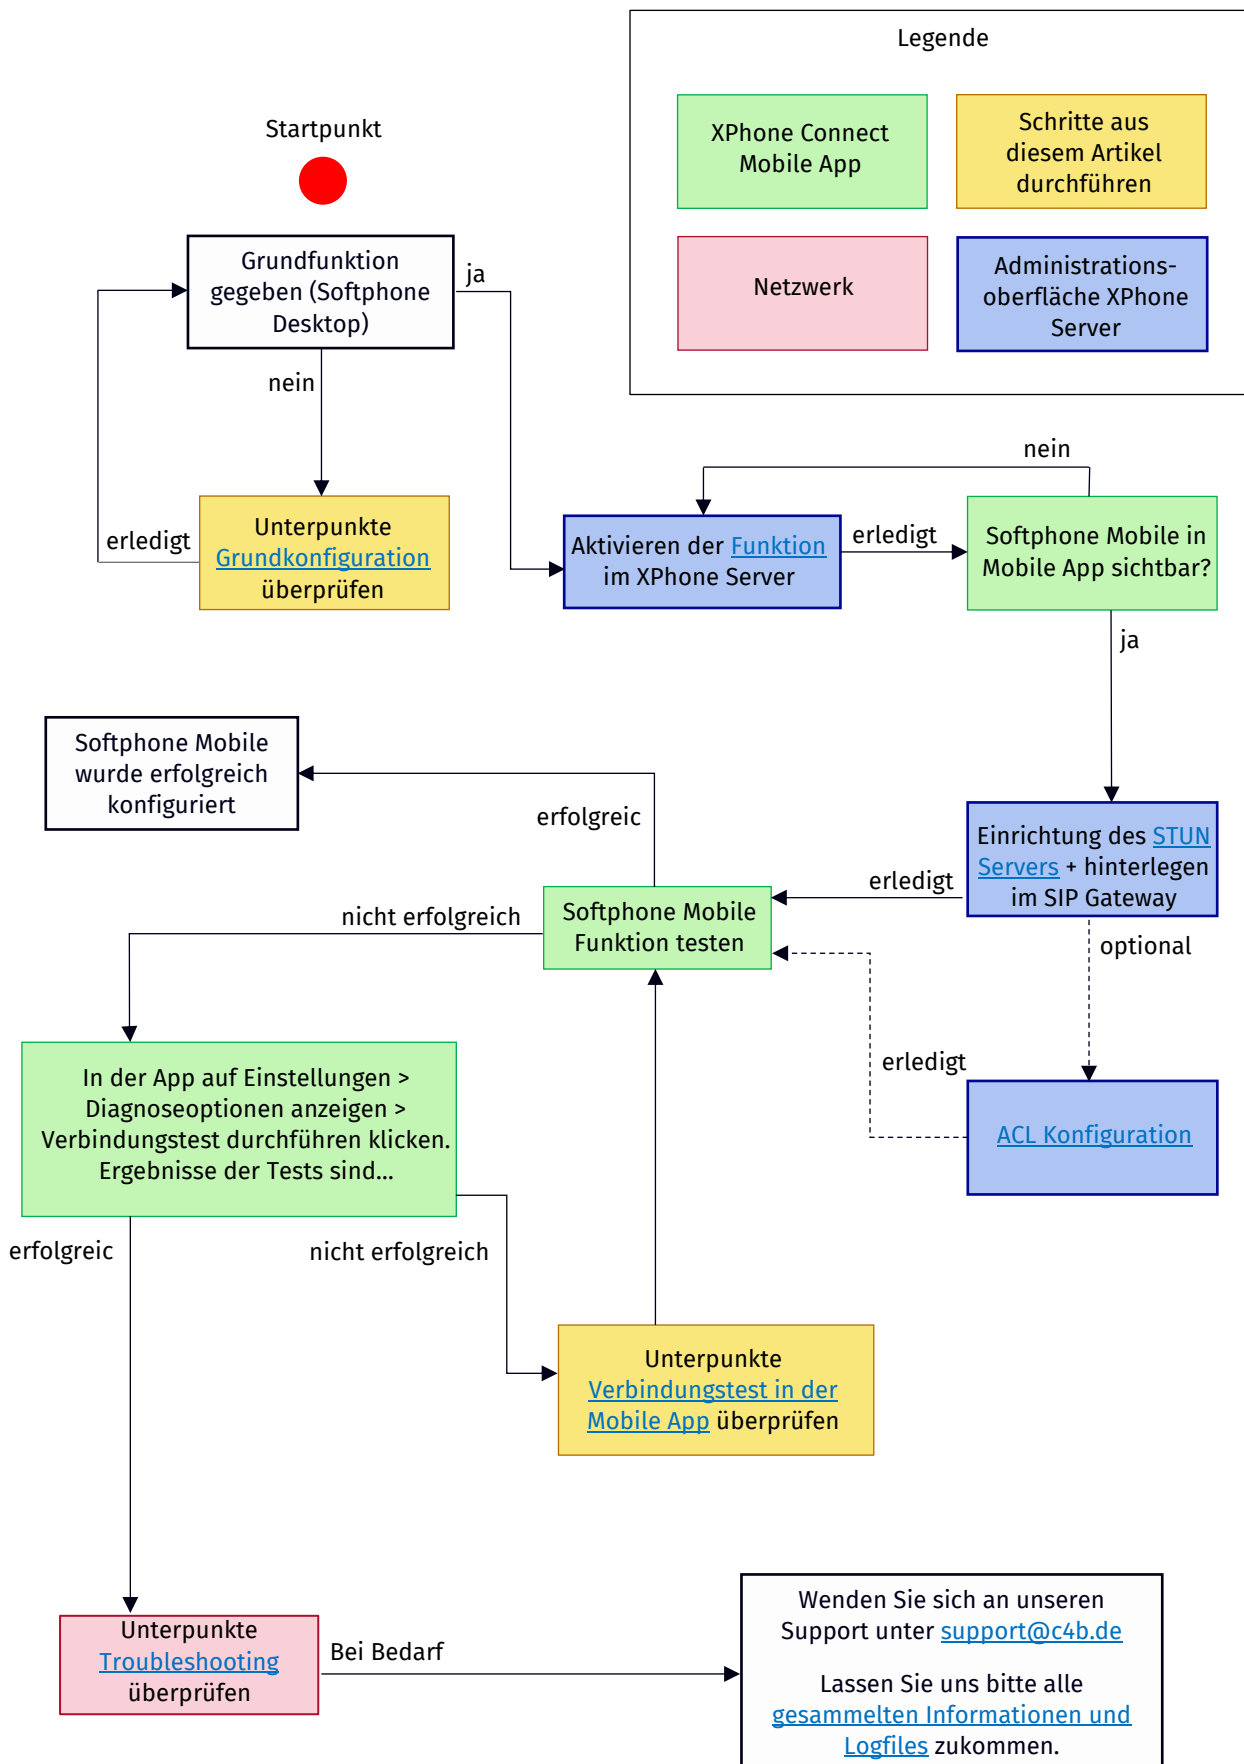 Legende
XPhone Connect
Mobile App
Schritte aus
diesem Artikel
durchführen
Netzwerk
Administrations-
oberfläche XPhone
Server
Startpunkt
Grundfunktion
gegeben (Softphone
Desktop)
ja
nein
Unterpunkte
Grundkonfiguration
überprüfen
erledigt
Aktivieren der Funktion
im XPhone Server
erledigt
nein
Softphone Mobile in
Mobile App sichtbar?
ja
Softphone Mobile
wurde erfolgreich
konfiguriert
erfolgreic
Einrichtung des STUN
Servers + hinterlegen
im SIP Gateway
erledigt
Softphone Mobile
Funktion testen
nicht erfolgreich
optional
erledigt
ACL Konfiguration
In der App auf Einstellungen >
Diagnoseoptionen anzeigen >
Verbindungstest durchführen klicken.
Ergebnisse der Tests sind...
erfolgreic
nicht erfolgreich
Unterpunkte
Verbindungstest in der
Mobile App überprüfen
Unterpunkte
Troubleshooting
überprüfen
Bei Bedarf
Wenden Sie sich an unseren
Support unter support@c4b.de
Lassen Sie uns bitte alle
gesammelten Informationen und
Logfiles zukommen.